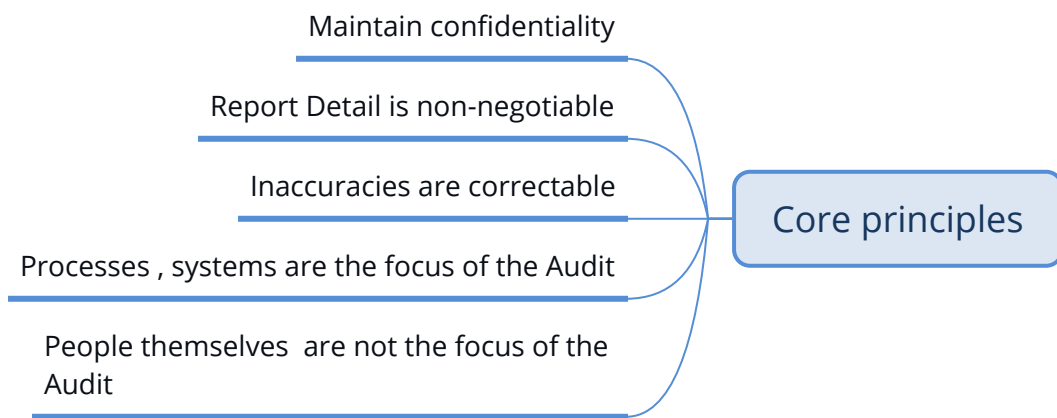 Maintain confidentiality
Report Detail is non-negotiable
Inaccuracies are correctable
Processes , systems are the focus of the Audit
People themselves  are not the focus of the
Audit
Core principles